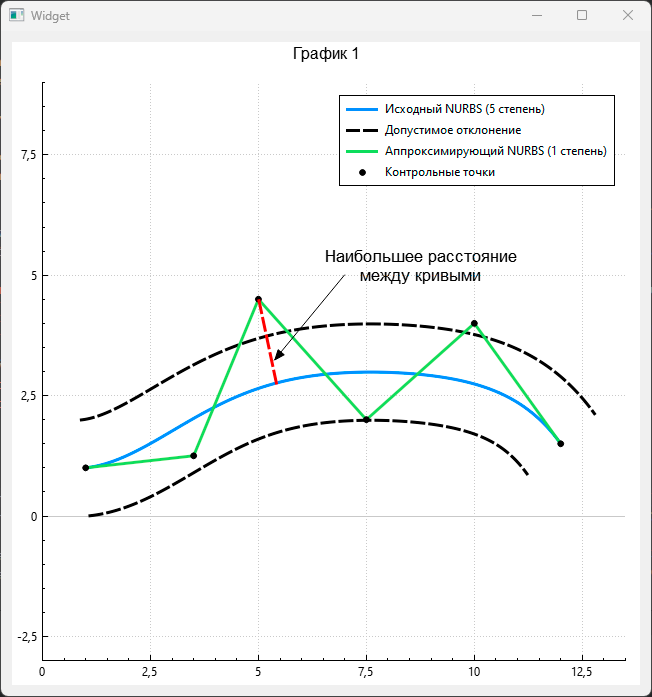 Widget
График 1
Исходный NURBS (5 степень)
Допустимое отклонение
Аппроксимирующий NURBS (1 степень)
Контрольные точки
7,5
Наибольшее расстояние
между кривыми
5
2,5
0
-2,5
0
2,5
5
7,5
10
12,5